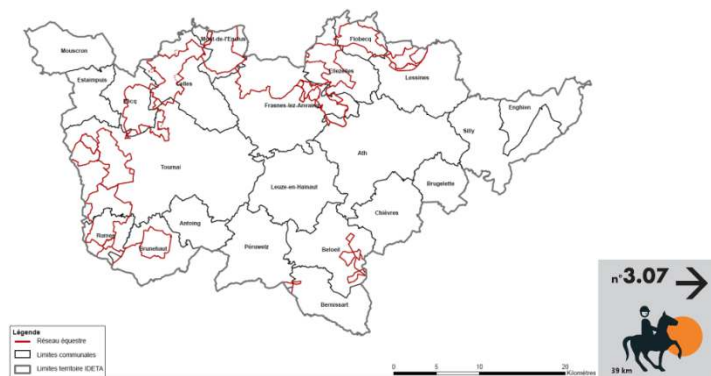 Mouscron
Mont-de-l'Enclus
Flobecq
Estaimpuis
Celles
Ellezelles
Lessines
Pecq
Frasnes-lez-Anvaing
Enghien
Silly
Ath
Tournai
Leuze-en-Hainaut
Brugelette
Chièvres
Rumes
Antoing
Brunehaut
Péruwelz
Beloeil
Bernissart
n°3.07
39 km
Légende
Réseau équestre
Limites communales
Limites territoire IDETA
0 10 20
Kilomètres